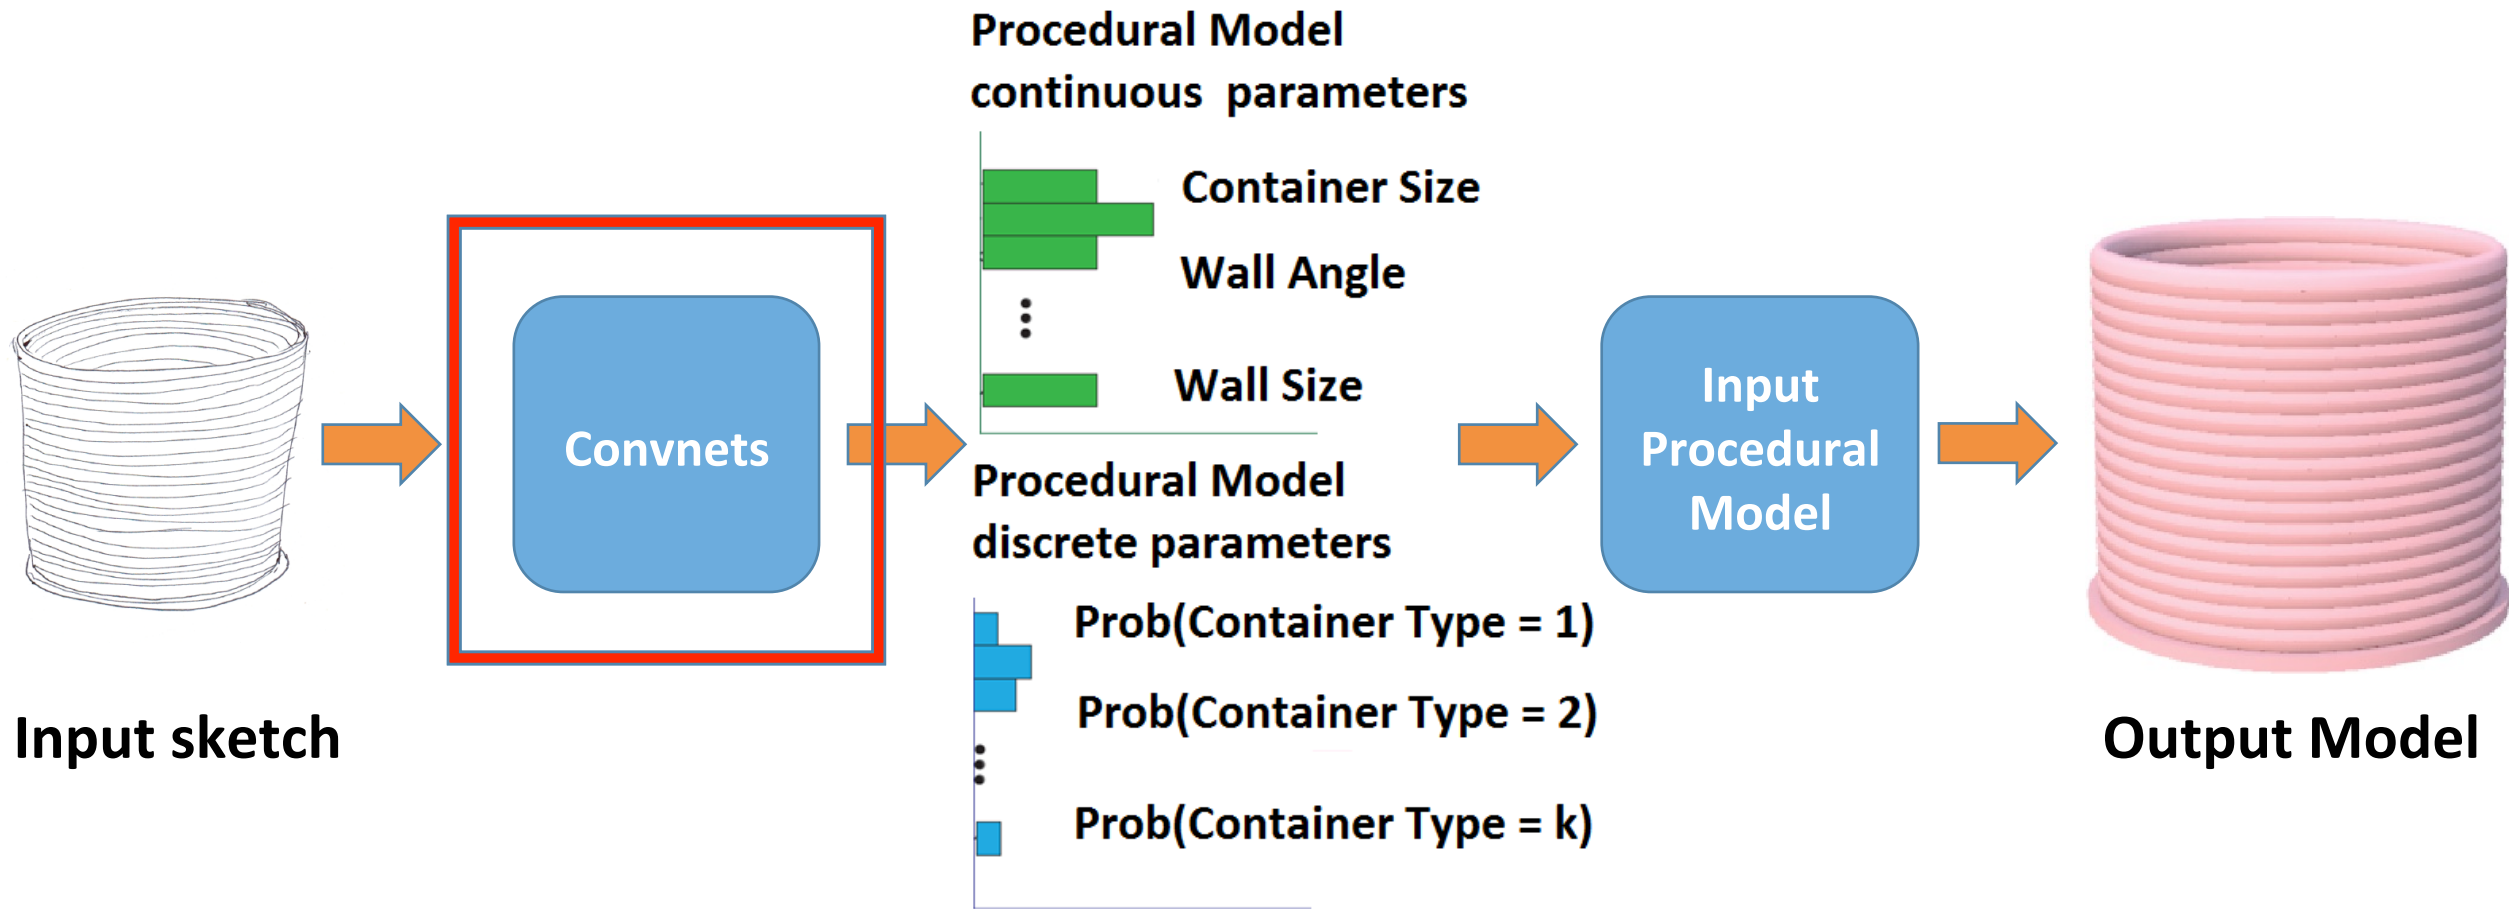 Procedural Model
continuous parameters
Container Size
Wall Angle
Wall Size
Convnets
Procedural Model
discrete parameters
Prob(Container Type = 1)
Prob(Container Type = 2)
Prob(Container Type = k)
Input
Procedural
Model
Input sketch
Output Model